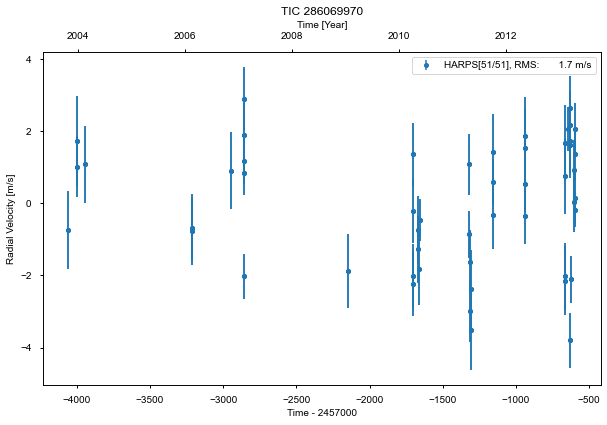 TIC 286069970
Time [Year]
2004 2006 2008 2010 2012
HARPS[51/51], RMS: 1.7 m/s
Radial Velocity [m/s]
4
2
0
−2
−4
−4000 −3500 −3000 −2500 −2000 −1500 −1000 −500
Time - 2457000